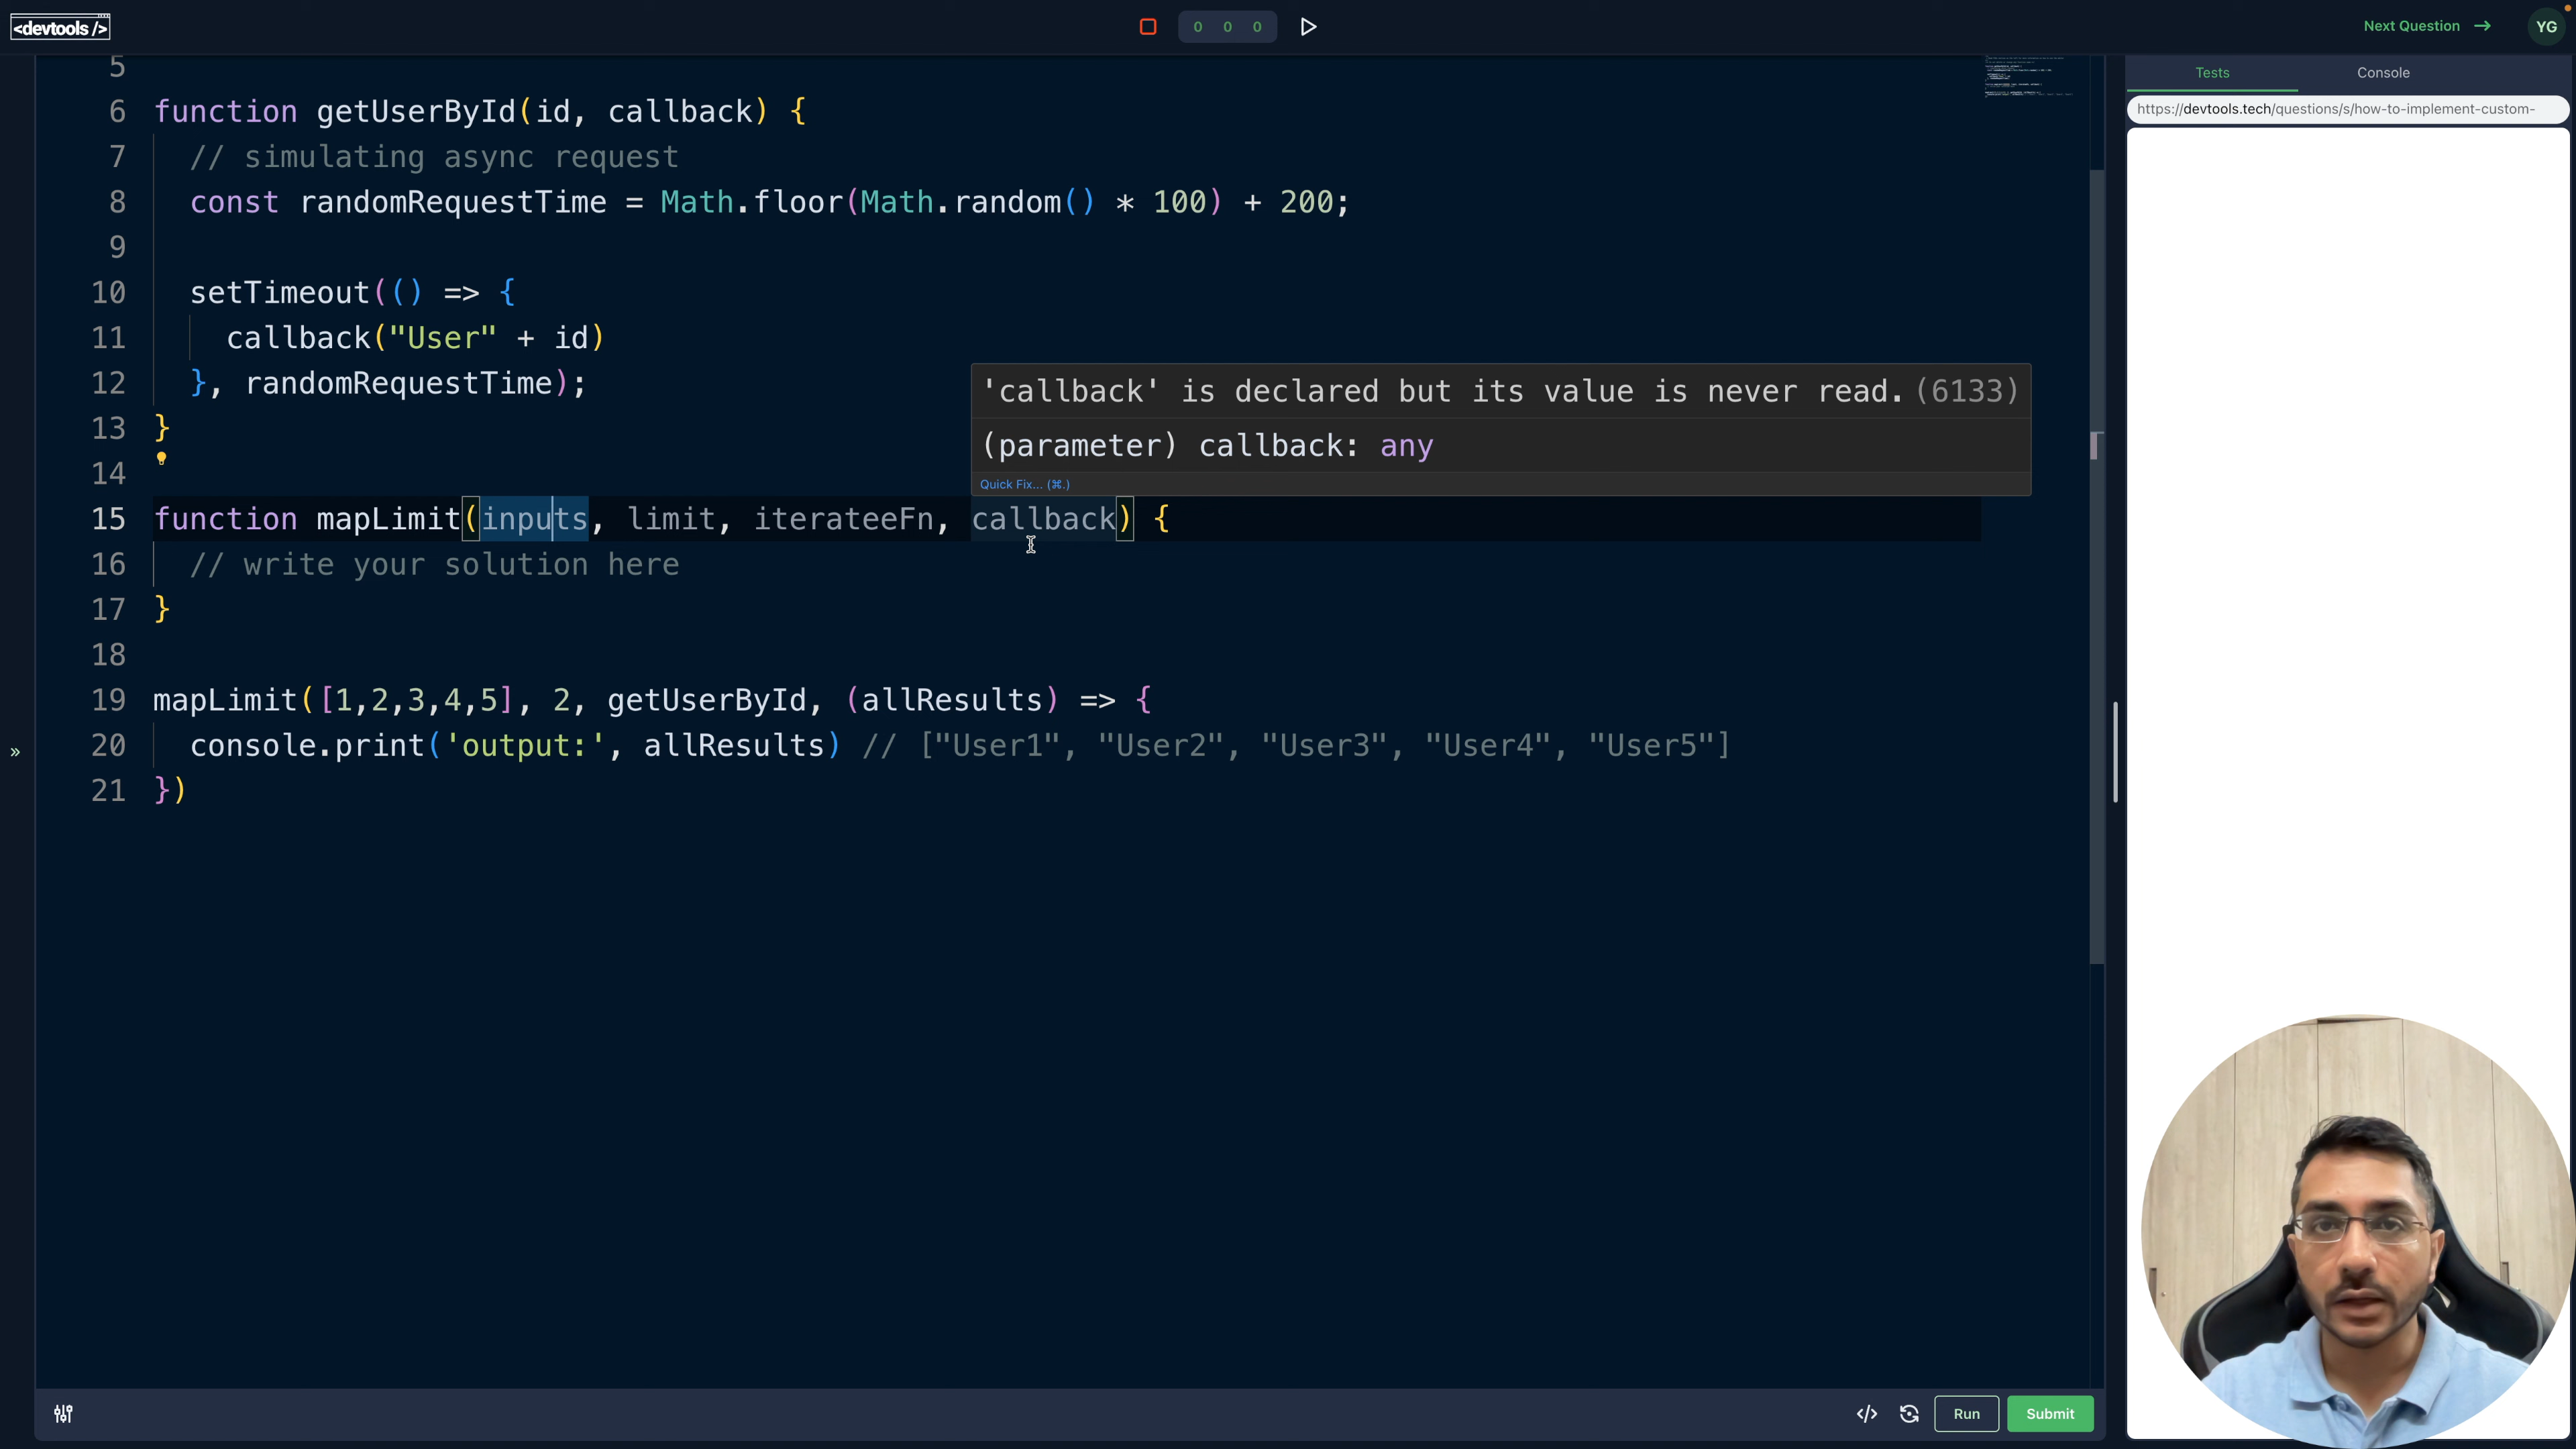 <devtools />
0 0 0
Next Question →
YG
Tests
Console
https://devtools.tech/questions/s/how-to-implement-custom-
5
6 function getUserById(id, callback) {
7 // simulating async request
8 const randomRequestTime = Math.floor(Math.random() * 100) + 200;
9
10 setTimeout(() => {
11 callback("User" + id)
12 }, randomRequestTime);
13 }
14
'callback' is declared but its value is never read. (6133)
(parameter) callback: any
Quick Fix... (⌘.)
15 function mapLimit(inputs, limit, iterateeFn, callback) {
16 // write your solution here
17 }
18
19 mapLimit([1,2,3,4,5], 2, getUserById, (allResults) => {
20 console.print('output:', allResults) // ["User1", "User2", "User3", "User4", "User5"]
21 })
»
</>
Run
Submit